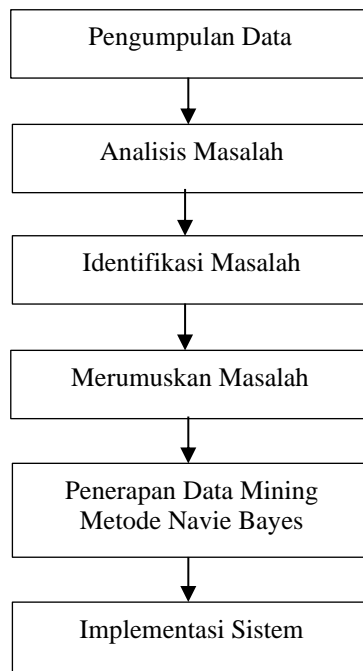 Pengumpulan Data
Analisis Masalah
Identifikasi Masalah
Merumuskan Masalah
Penerapan Data Mining
Metode Navie Bayes
Implementasi Sistem